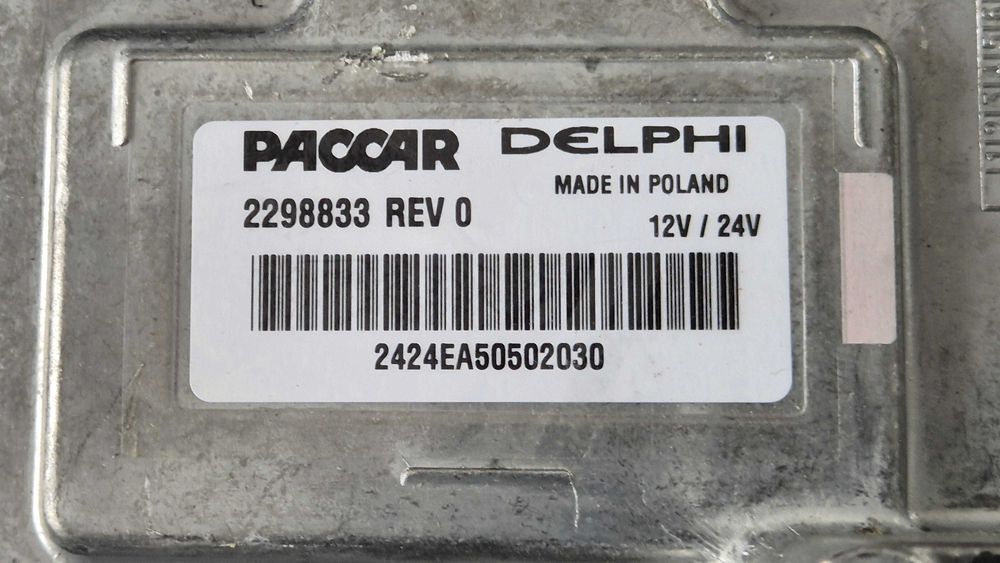 PACCAR DELPHI
MADE IN POLAND
2298833 REV 0
12V / 24V
2424EA50502030